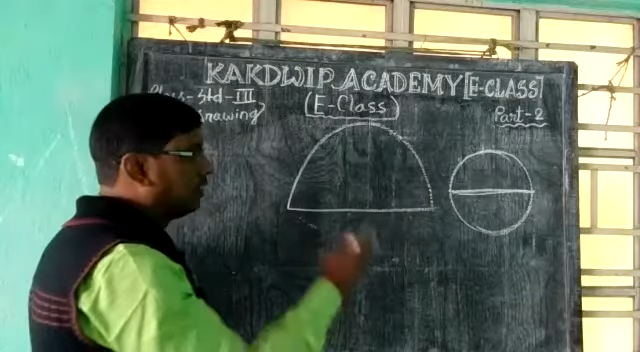 KAKDWIP ACADEMY [E-CLASS]
Class-Std-III
(E-Class)
Drawing)
Part-2